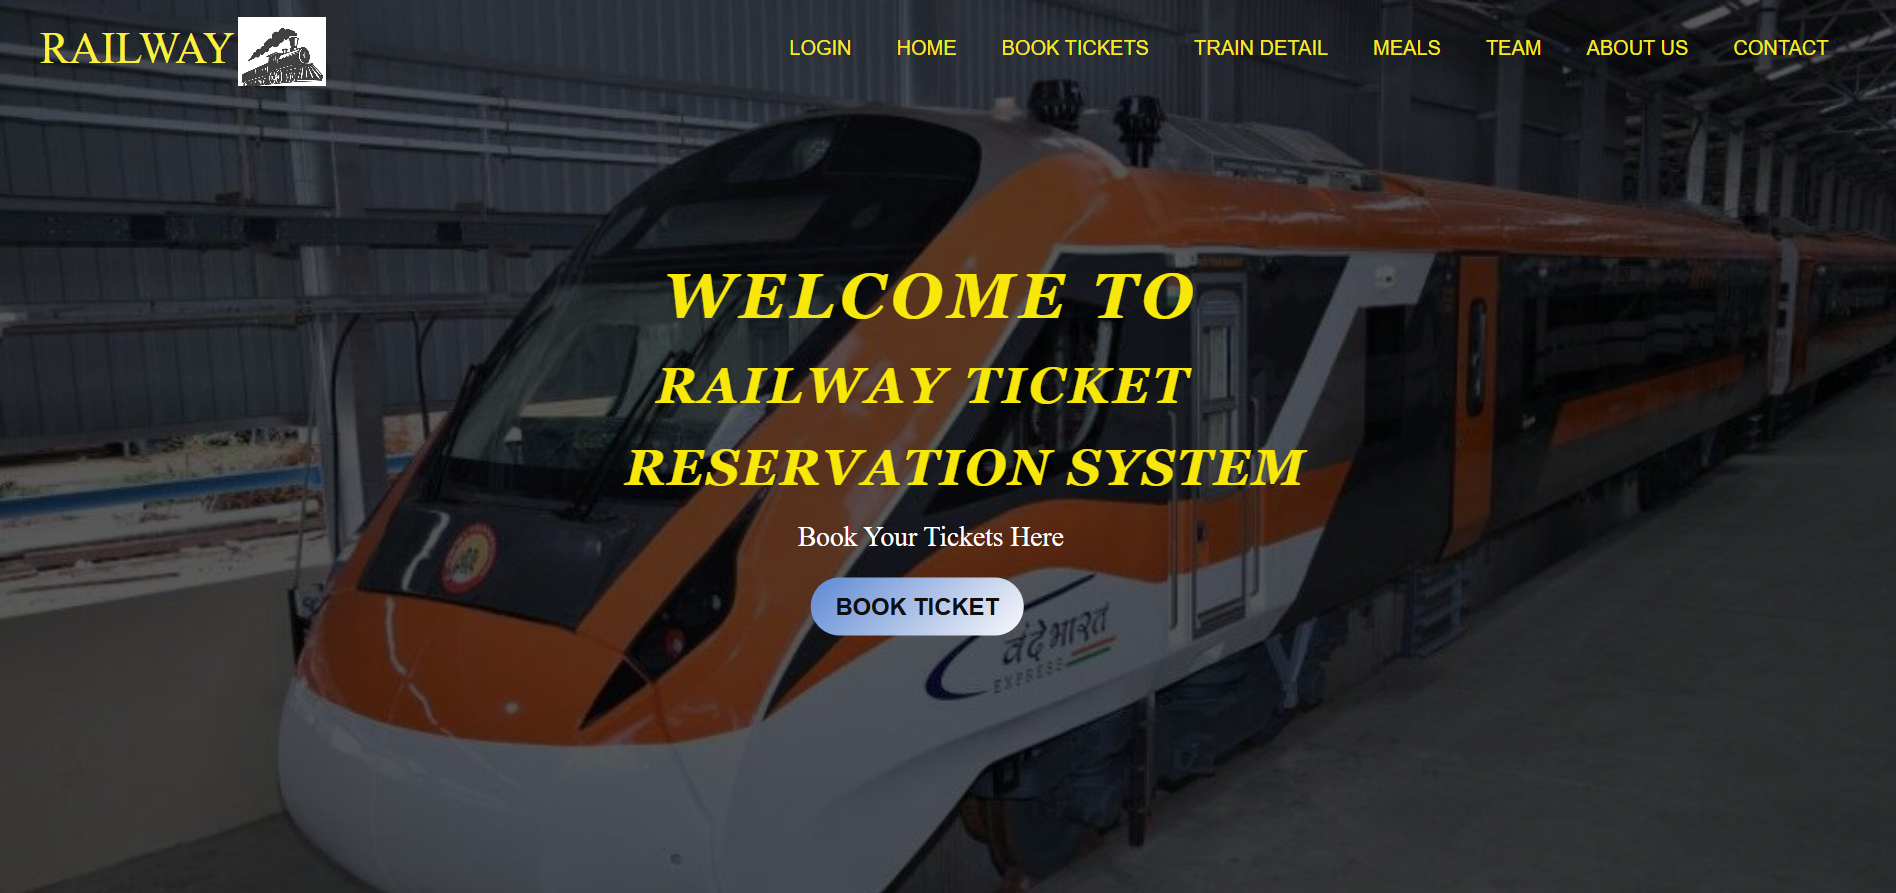 RAILWAY
LOGIN HOME BOOK TICKETS TRAIN DETAIL MEALS TEAM ABOUT US CONTACT
WELCOME TO
RAILWAY TICKET
RESERVATION SYSTEM
Book Your Tickets Here
BOOK TICKET
वंदे भारत
EXPRESS